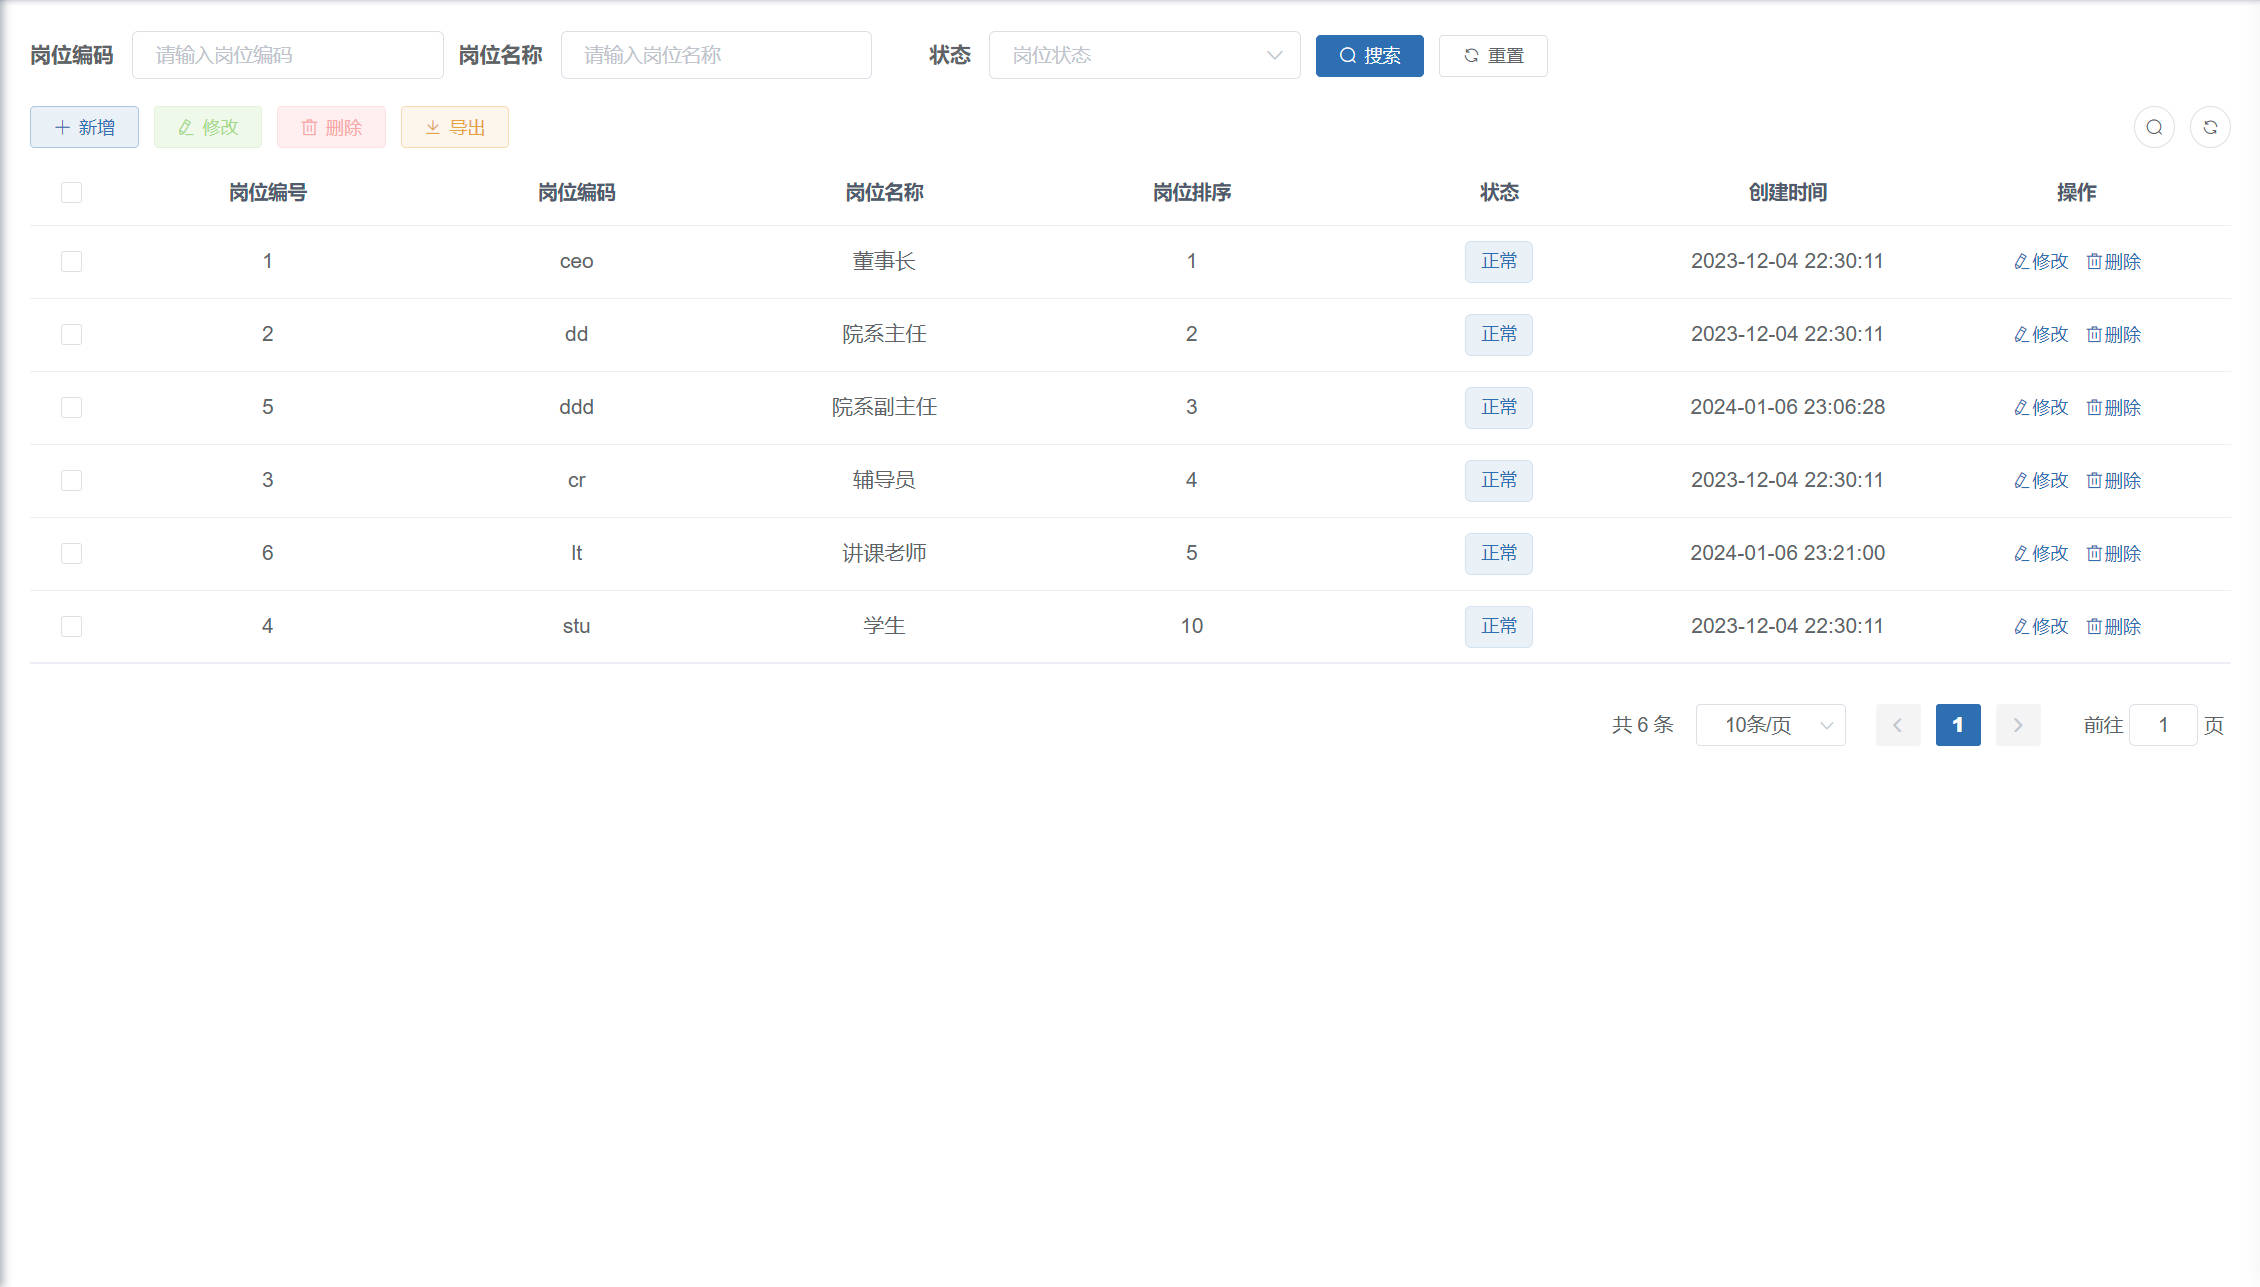 岗位编码 请输入岗位编码 岗位名称 请输入岗位名称 状态 岗位状态 搜索 重置
新增 修改 删除 导出
岗位编号 岗位编码 岗位名称 岗位排序 状态 创建时间 操作
1 ceo 董事长 1 正常 2023-12-04 22:30:11 修改 删除
2 dd 院系主任 2 正常 2023-12-04 22:30:11 修改 删除
5 ddd 院系副主任 3 正常 2024-01-06 23:06:28 修改 删除
3 cr 辅导员 4 正常 2023-12-04 22:30:11 修改 删除
6 lt 讲课老师 5 正常 2024-01-06 23:21:00 修改 删除
4 stu 学生 10 正常 2023-12-04 22:30:11 修改 删除
共 6 条 10条/页 1 前往 1 页